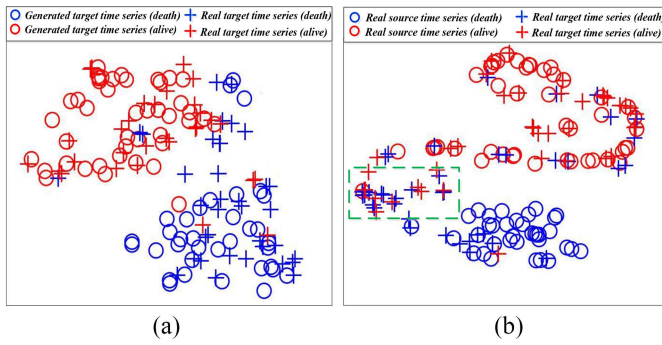 Generated target time series (death) Real target time series (death)
Generated target time series (alive) Real target time series (alive)
Real source time series (death) Real target time series (death)
Real source time series (alive) Real target time series (alive)
(a) (b)